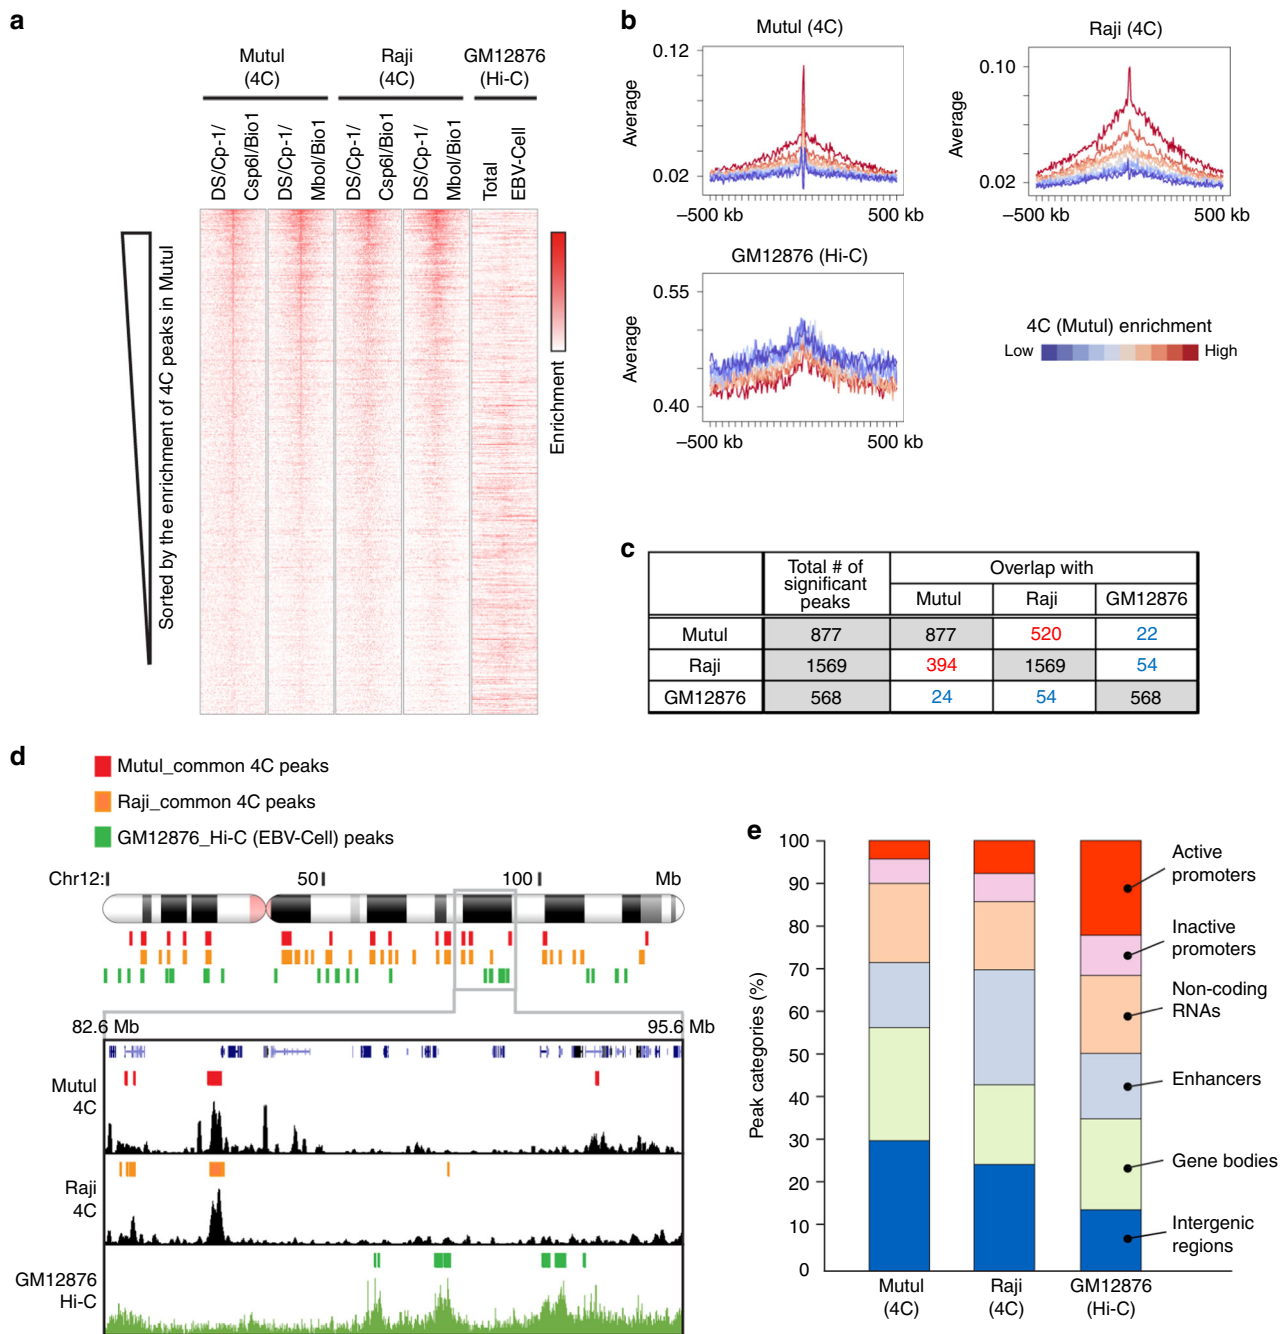 a
Mutul
(4C)
Raji
(4C)
GM12876
(Hi-C)
DS/Cp-1/
Csp6I/Bio1
DS/Cp-1/
MboI/Bio1
DS/Cp-1/
Csp6I/Bio1
DS/Cp-1/
MboI/Bio1
Total
EBV-Cell
Sorted by the enrichment of 4C peaks in Mutul
Enrichment
b
Mutul (4C)
0.12
0.02
Average
–500 kb
500 kb
Raji (4C)
0.10
0.02
Average
–500 kb
500 kb
GM12876 (Hi-C)
0.55
0.40
Average
–500 kb
500 kb
4C (Mutul) enrichment
Low
High
c
Total # of
significant
peaks
Overlap with
Mutul
Raji
GM12876
Mutul 877 877 520 22
Raji 1569 394 1569 54
GM12876 568 24 54 568
d
Mutul_common 4C peaks
Raji_common 4C peaks
GM12876_Hi-C (EBV-Cell) peaks
Chr12:
50
100
Mb
82.6 Mb
95.6 Mb
Mutul
4C
Raji
4C
GM12876
Hi-C
e
Peak categories (%)
100
90
80
70
60
50
40
30
20
10
0
Active
promoters
Inactive
promoters
Non-coding
RNAs
Enhancers
Gene bodies
Intergenic
regions
Mutul
(4C)
Raji
(4C)
GM12876
(Hi-C)